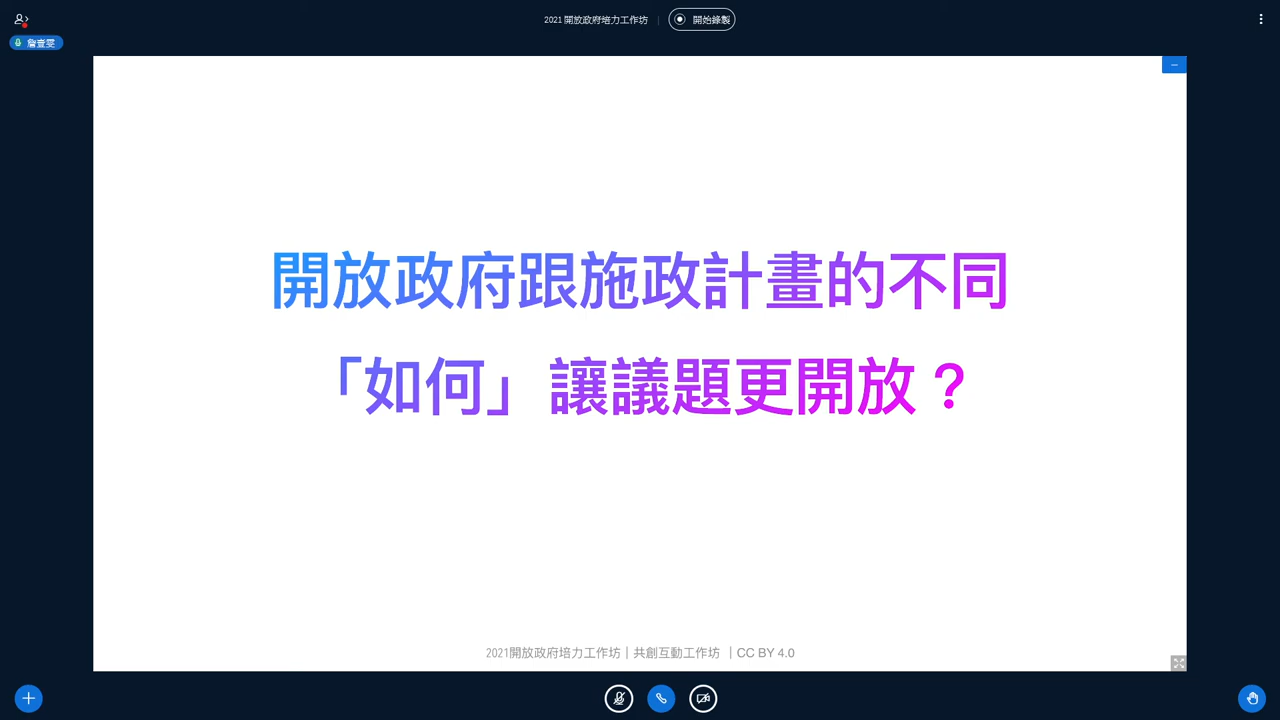 2021 開放政府培力工作坊
開始錄製
詹壹雯
開放政府跟施政計畫的不同
「如何」讓議題更開放？
2021開放政府培力工作坊｜共創互動工作坊 ｜CC BY 4.0